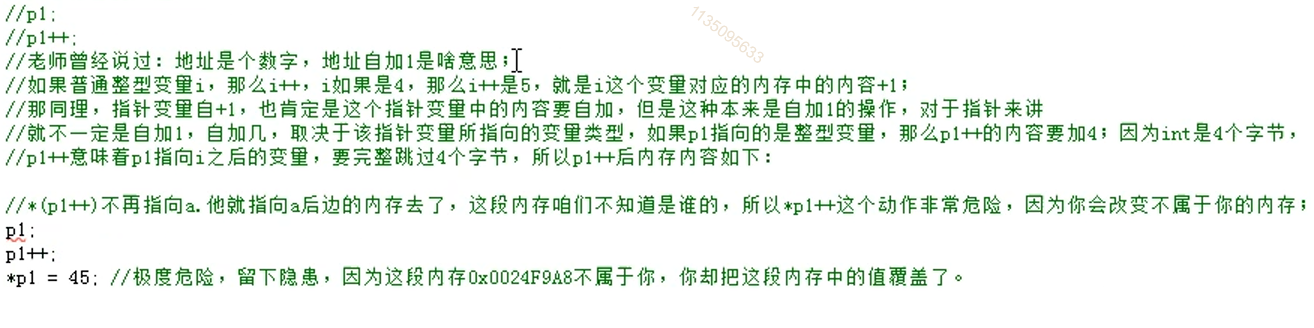 //p1;
//p1++;
//老师曾经说过：地址是个数字，地址自加1是啥意思；
//如果普通整型变量i，那么i++，i如果是4，那么i++是5，就是i这个变量对应的内存中的内容+1；
//那同理，指针变量自+1，也肯定是这个指针变量中的内容要自加，但是这种本来是自加1的操作，对于指针来讲
//就不一定是自加1，自加几，取决于该指针变量所指向的变量类型，如果p1指向的是整型变量，那么p1++的内容要加4；因为int是4个字节，
//p1++意味着p1指向i之后的变量，要完整跳过4个字节，所以p1++后内存内容如下：
//*(p1++)不再指向a.他就指向a后边的内存去了，这段内存咱们不知道是谁的，所以*p1++这个动作非常危险，因为你会改变不属于你的内存；
p1;
p1++;
*p1 = 45; //极度危险，留下隐患，因为这段内存0x0024F9A8不属于你，你却把这段内存中的值覆盖了。
1135095633